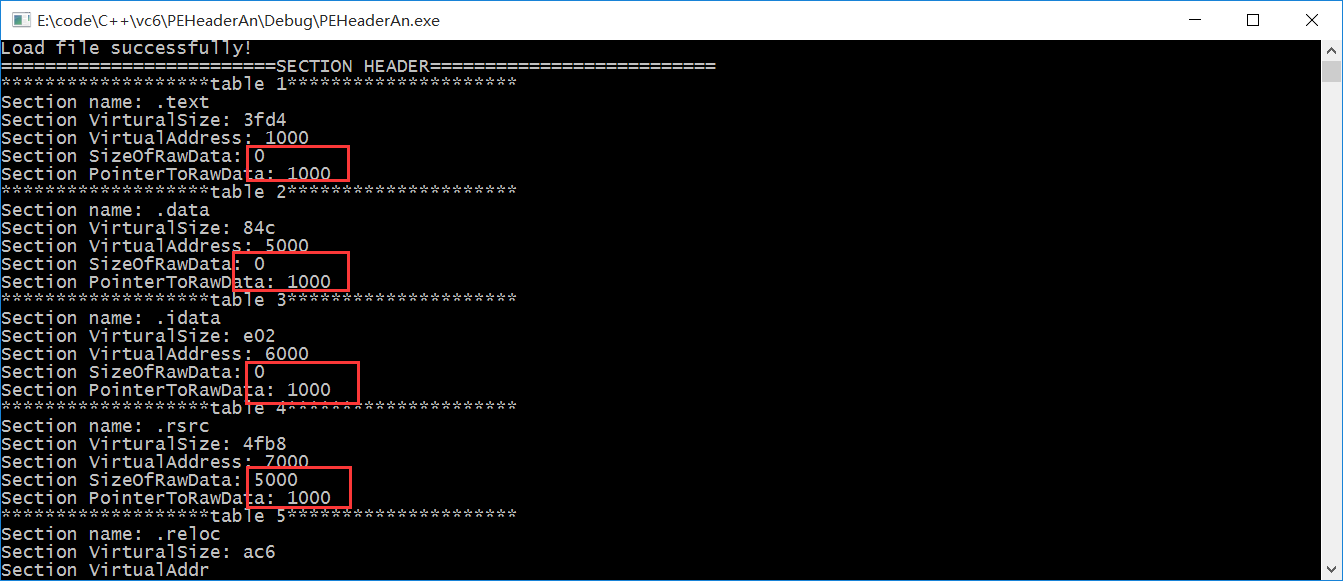 E:\code\C++\vc6\PEHeaderAn\Debug\PEHeaderAn.exe
Load file successfully!
=========================SECTION HEADER==========================
*******************table 1*********************
Section name: .text
Section VirturalSize: 3fd4
Section VirtualAddress: 1000
Section SizeOfRawData: 0
Section PointerToRawData: 1000
*******************table 2*********************
Section name: .data
Section VirturalSize: 84c
Section VirtualAddress: 5000
Section SizeOfRawData: 0
Section PointerToRawData: 1000
*******************table 3*********************
Section name: .idata
Section VirturalSize: e02
Section VirtualAddress: 6000
Section SizeOfRawData: 0
Section PointerToRawData: 1000
*******************table 4*********************
Section name: .rsrc
Section VirturalSize: 4fb8
Section VirtualAddress: 7000
Section SizeOfRawData: 5000
Section PointerToRawData: 1000
*******************table 5*********************
Section name: .reloc
Section VirturalSize: ac6
Section VirtualAddr